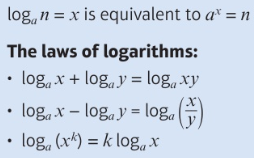 logₐ n = x is equivalent to aˣ = n
The laws of logarithms:
• logₐ x + logₐ y = logₐ xy
• logₐ x − logₐ y = logₐ (x/y)
• logₐ (xᵏ) = k logₐ x